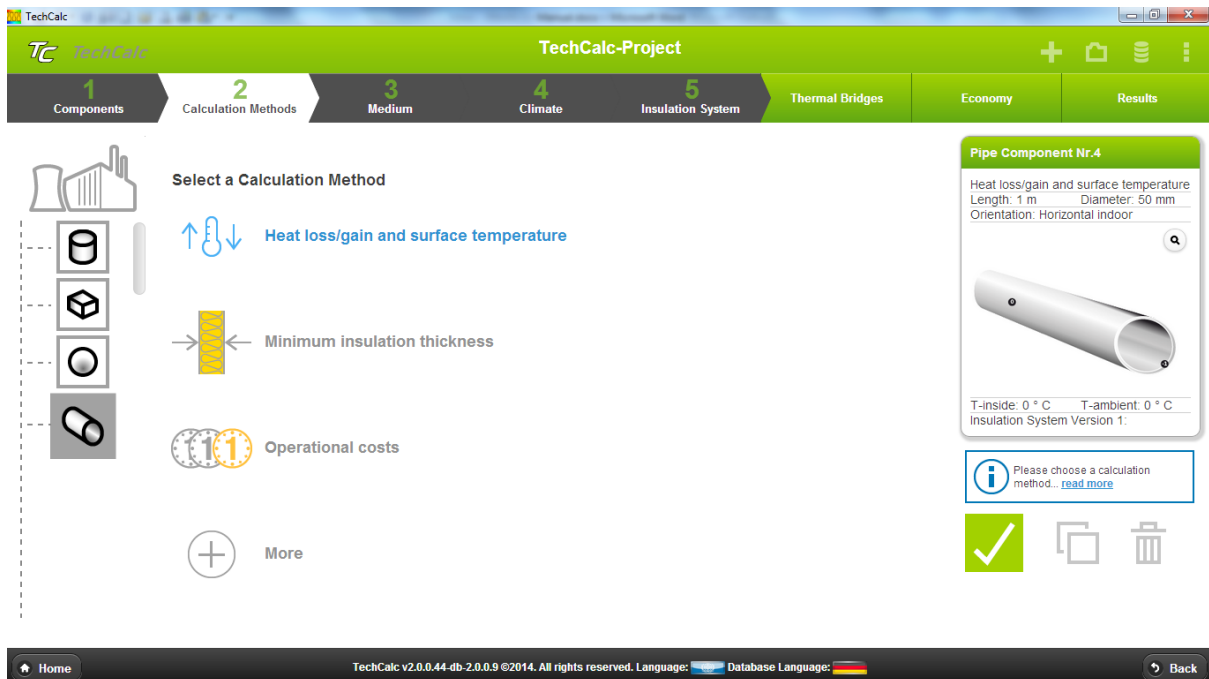 TechCalc
TC TechCalc
TechCalc-Project
1
Components
2
Calculation Methods
3
Medium
4
Climate
5
Insulation System
Thermal Bridges
Economy
Results
Select a Calculation Method
Heat loss/gain and surface temperature
Minimum insulation thickness
Operational costs
More
Pipe Component Nr.4
Heat loss/gain and surface temperature
Length: 1 m Diameter: 50 mm
Orientation: Horizontal indoor
T-inside: 0 ° C T-ambient: 0 ° C
Insulation System Version 1:
Please choose a calculation
method... read more
Home
TechCalc v2.0.0.44-db-2.0.0.9 ©2014. All rights reserved. Language: Database Language:
Back